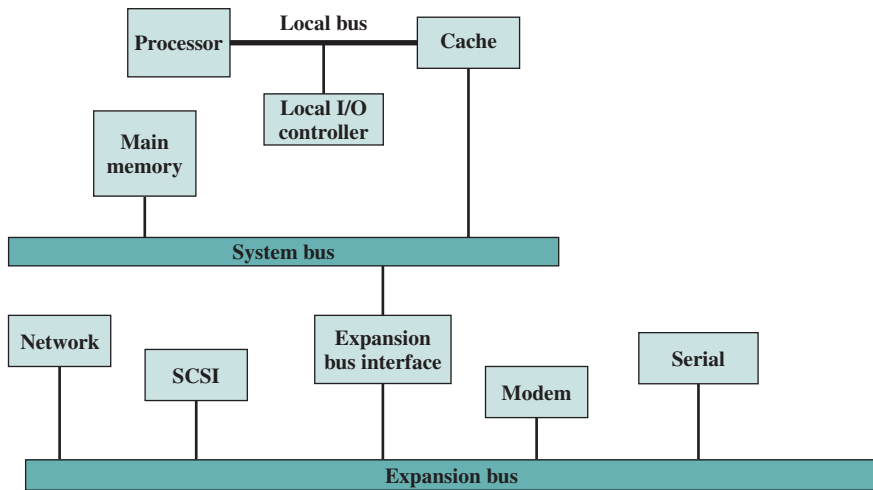 Local bus
Processor
Cache
Local I/O
controller
Main
memory
System bus
Network
SCSI
Expansion
bus interface
Modem
Serial
Expansion bus